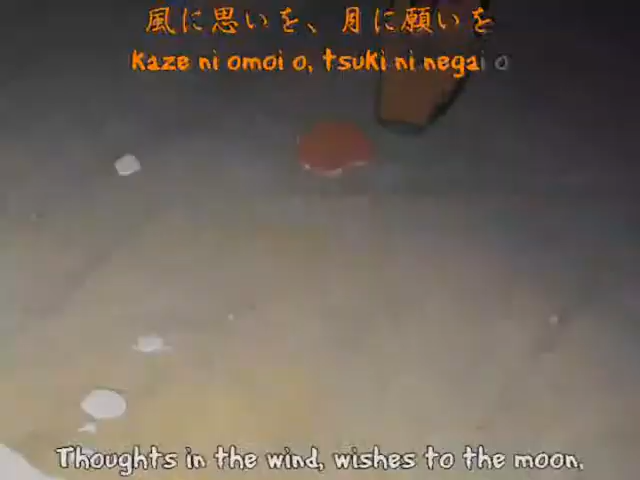 風に思いを、月に願いを
kaze ni omoi o, tsuki ni negai o
Thoughts in the wind, wishes to the moon,